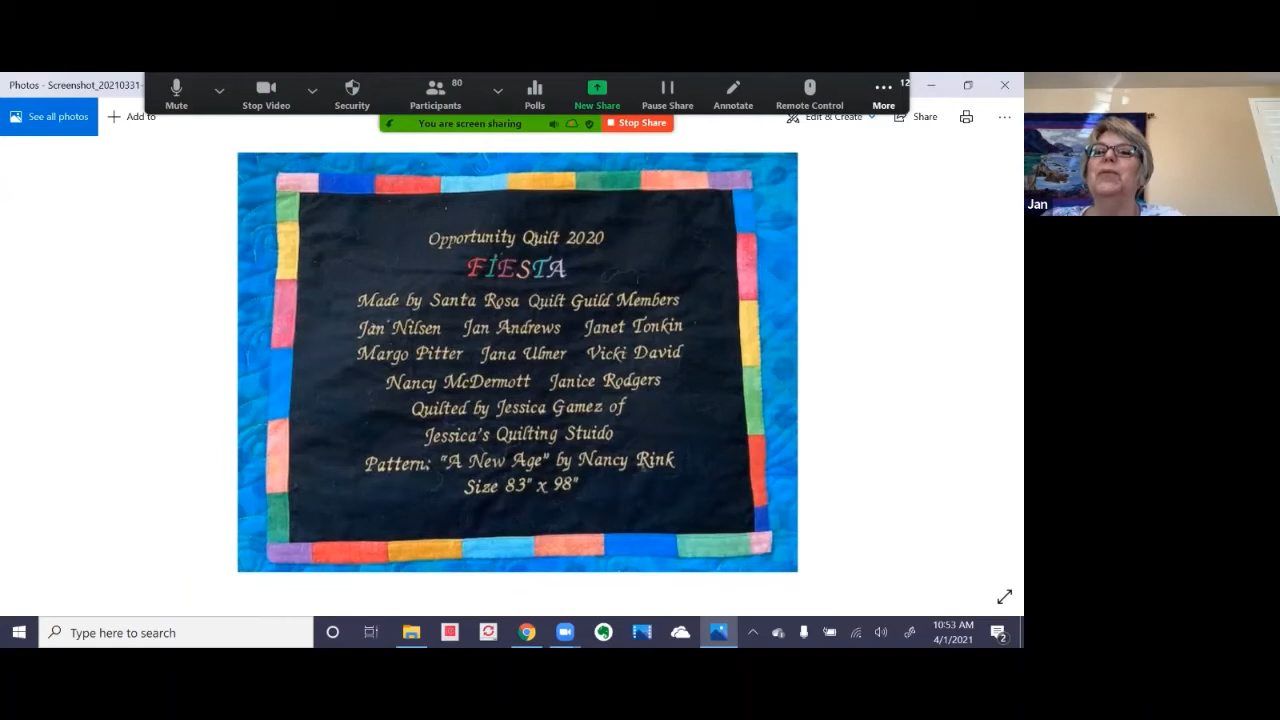 Photos - Screenshot_20210331-
Mute
Stop Video
Security
Participants
80
Polls
New Share
Pause Share
Annotate
Remote Control
More
12
See all photos
Add to
You are screen sharing
Stop Share
Edit & Create
Share
Jan
Opportunity Quilt 2020
FIESTA
Made by Santa Rosa Quilt Guild Members
Jan Nilsen Jan Andrews Janet Tonkin
Margo Pitter Jana Ulmer Vicki David
Nancy McDermott Janice Rodgers
Quilted by Jessica Gamez of
Jessica's Quilting Stuido
Pattern: "A New Age" by Nancy Rink
Size 83" x 98"
Type here to search
10:53 AM
4/1/2021
2